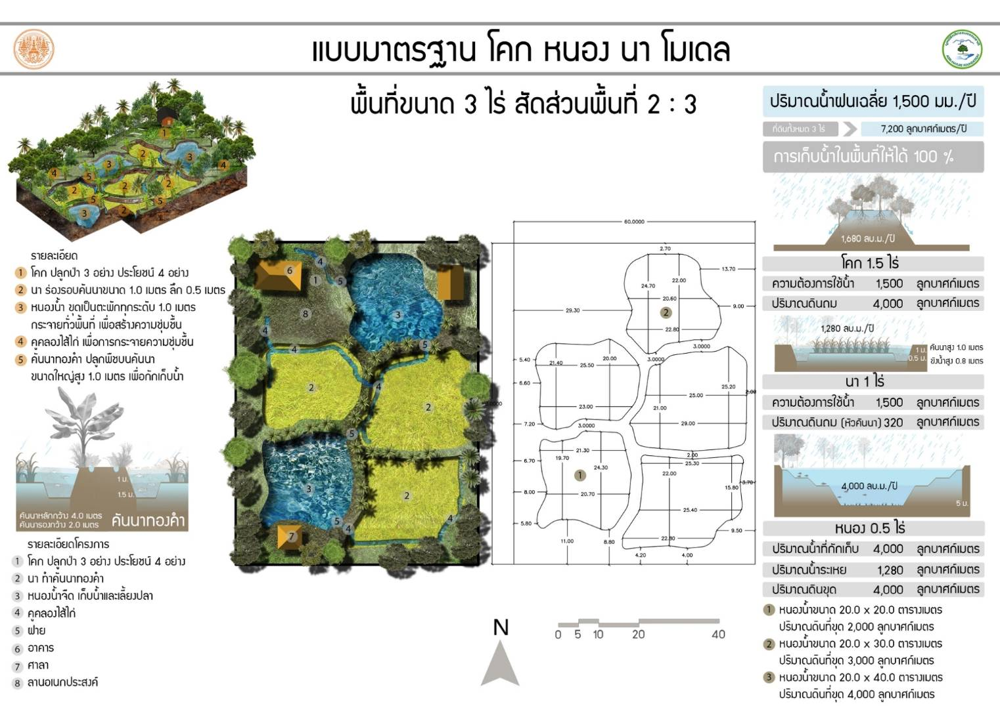 แบบมาตรฐาน โคก หนอง นา โมเดล
พื้นที่ขนาด 3 ไร่ สัดส่วนพื้นที่ 2 : 3
รายละเอียด
1 โคก ปลูกป่า 3 อย่าง ประโยชน์ 4 อย่าง
2 นา ร่องรอบคันนาขนาด 1.0 เมตร ลึก 0.5 เมตร
3 หนองน้ำ ขุดเป็นตะพักทุกระดับ 1.0 เมตร
กระจายทั่วพื้นที่ เพื่อสร้างความชุ่มชื้น
4 คูคลองไส้ไก่ เพื่อการกระจายความชุ่มชื้น
5 คันนาทองคำ ปลูกพืชบนคันนา
ขนาดใหญ่สูง 1.0 เมตร เพื่อกักเก็บน้ำ
1 ม.
1.5 ม.
คันนาหลักกว้าง 4.0 เมตร
คันนารองกว้าง 2.0 เมตร
คันนาทองคำ
รายละเอียดโครงการ
1 โคก ปลูกป่า 3 อย่าง ประโยชน์ 4 อย่าง
2 นา ทำคันนาทองคำ
3 หนองน้ำจืด เก็บน้ำและเลี้ยงปลา
4 คูคลองไส้ไก่
5 ฝาย
6 อาคาร
7 ศาลา
8 ลานอเนกประสงค์
60.0000
2.70
13.70
24.70
22.00
29.30
20.60
9.00
2
22.80
3.0000
3.0000
5.40
21.40
20.00
25.50
6.60
25.20
25.00
2.00
23.00
21.00
7.20
3.0000
29.00
21.30
2.00
6.70
19.70
25.30
24.30
22.00
1
3.70
8.00
20.70
15.80
25.40
5.80
9.50
11.00
8.80
22.80
4.20
4.00
N
0 5 10 20 40
ปริมาณน้ำฝนเฉลี่ย 1,500 มม./ปี
ที่ดินทั้งหมด 3 ไร่ 7,200 ลูกบาศก์เมตร/ปี
การเก็บน้ำในพื้นที่ให้ได้ 100 %
1,680 ลบ.ม./ปี
โคก 1.5 ไร่
ความต้องการใช้น้ำ 1,500 ลูกบาศก์เมตร
ปริมาณดินถม 4,000 ลูกบาศก์เมตร
1,280 ลบ.ม./ปี
1 ม. คันนาสูง 1.0 เมตร
0.5 ม. ขังน้ำสูง 0.8 เมตร
นา 1 ไร่
ความต้องการใช้น้ำ 1,500 ลูกบาศก์เมตร
ปริมาณดินถม (หัวคันนา) 320 ลูกบาศก์เมตร
4,000 ลบ.ม./ปี
5 ม.
หนอง 0.5 ไร่
ปริมาณน้ำที่กักเก็บ 4,000 ลูกบาศก์เมตร
ปริมาณน้ำระเหย 1,280 ลูกบาศก์เมตร
ปริมาณดินขุด 4,000 ลูกบาศก์เมตร
1 หนองน้ำขนาด 20.0 x 20.0 ตารางเมตร
ปริมาณดินที่ขุด 2,000 ลูกบาศก์เมตร
2 หนองน้ำขนาด 20.0 x 30.0 ตารางเมตร
ปริมาณดินที่ขุด 3,000 ลูกบาศก์เมตร
3 หนองน้ำขนาด 20.0 x 40.0 ตารางเมตร
ปริมาณดินที่ขุด 4,000 ลูกบาศก์เมตร